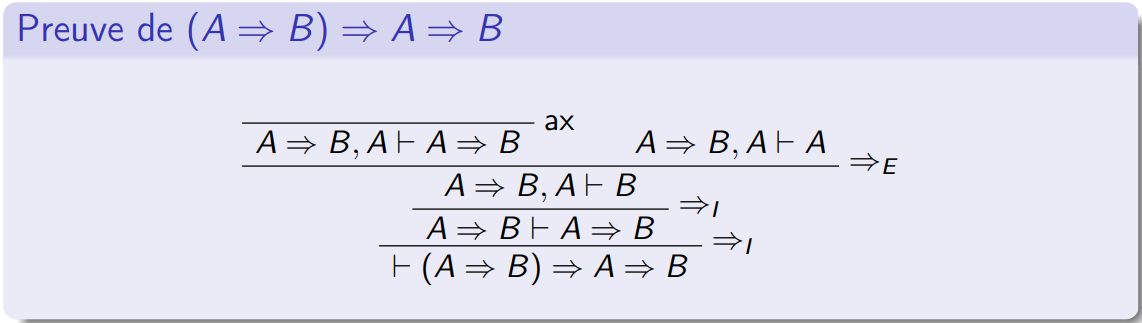 Preuve de (A ⇒ B) ⇒ A ⇒ B
ax
A ⇒ B, A ⊢ A ⇒ B A ⇒ B, A ⊢ A
⇒E
A ⇒ B, A ⊢ B
⇒I
A ⇒ B ⊢ A ⇒ B
⇒I
⊢ (A ⇒ B) ⇒ A ⇒ B